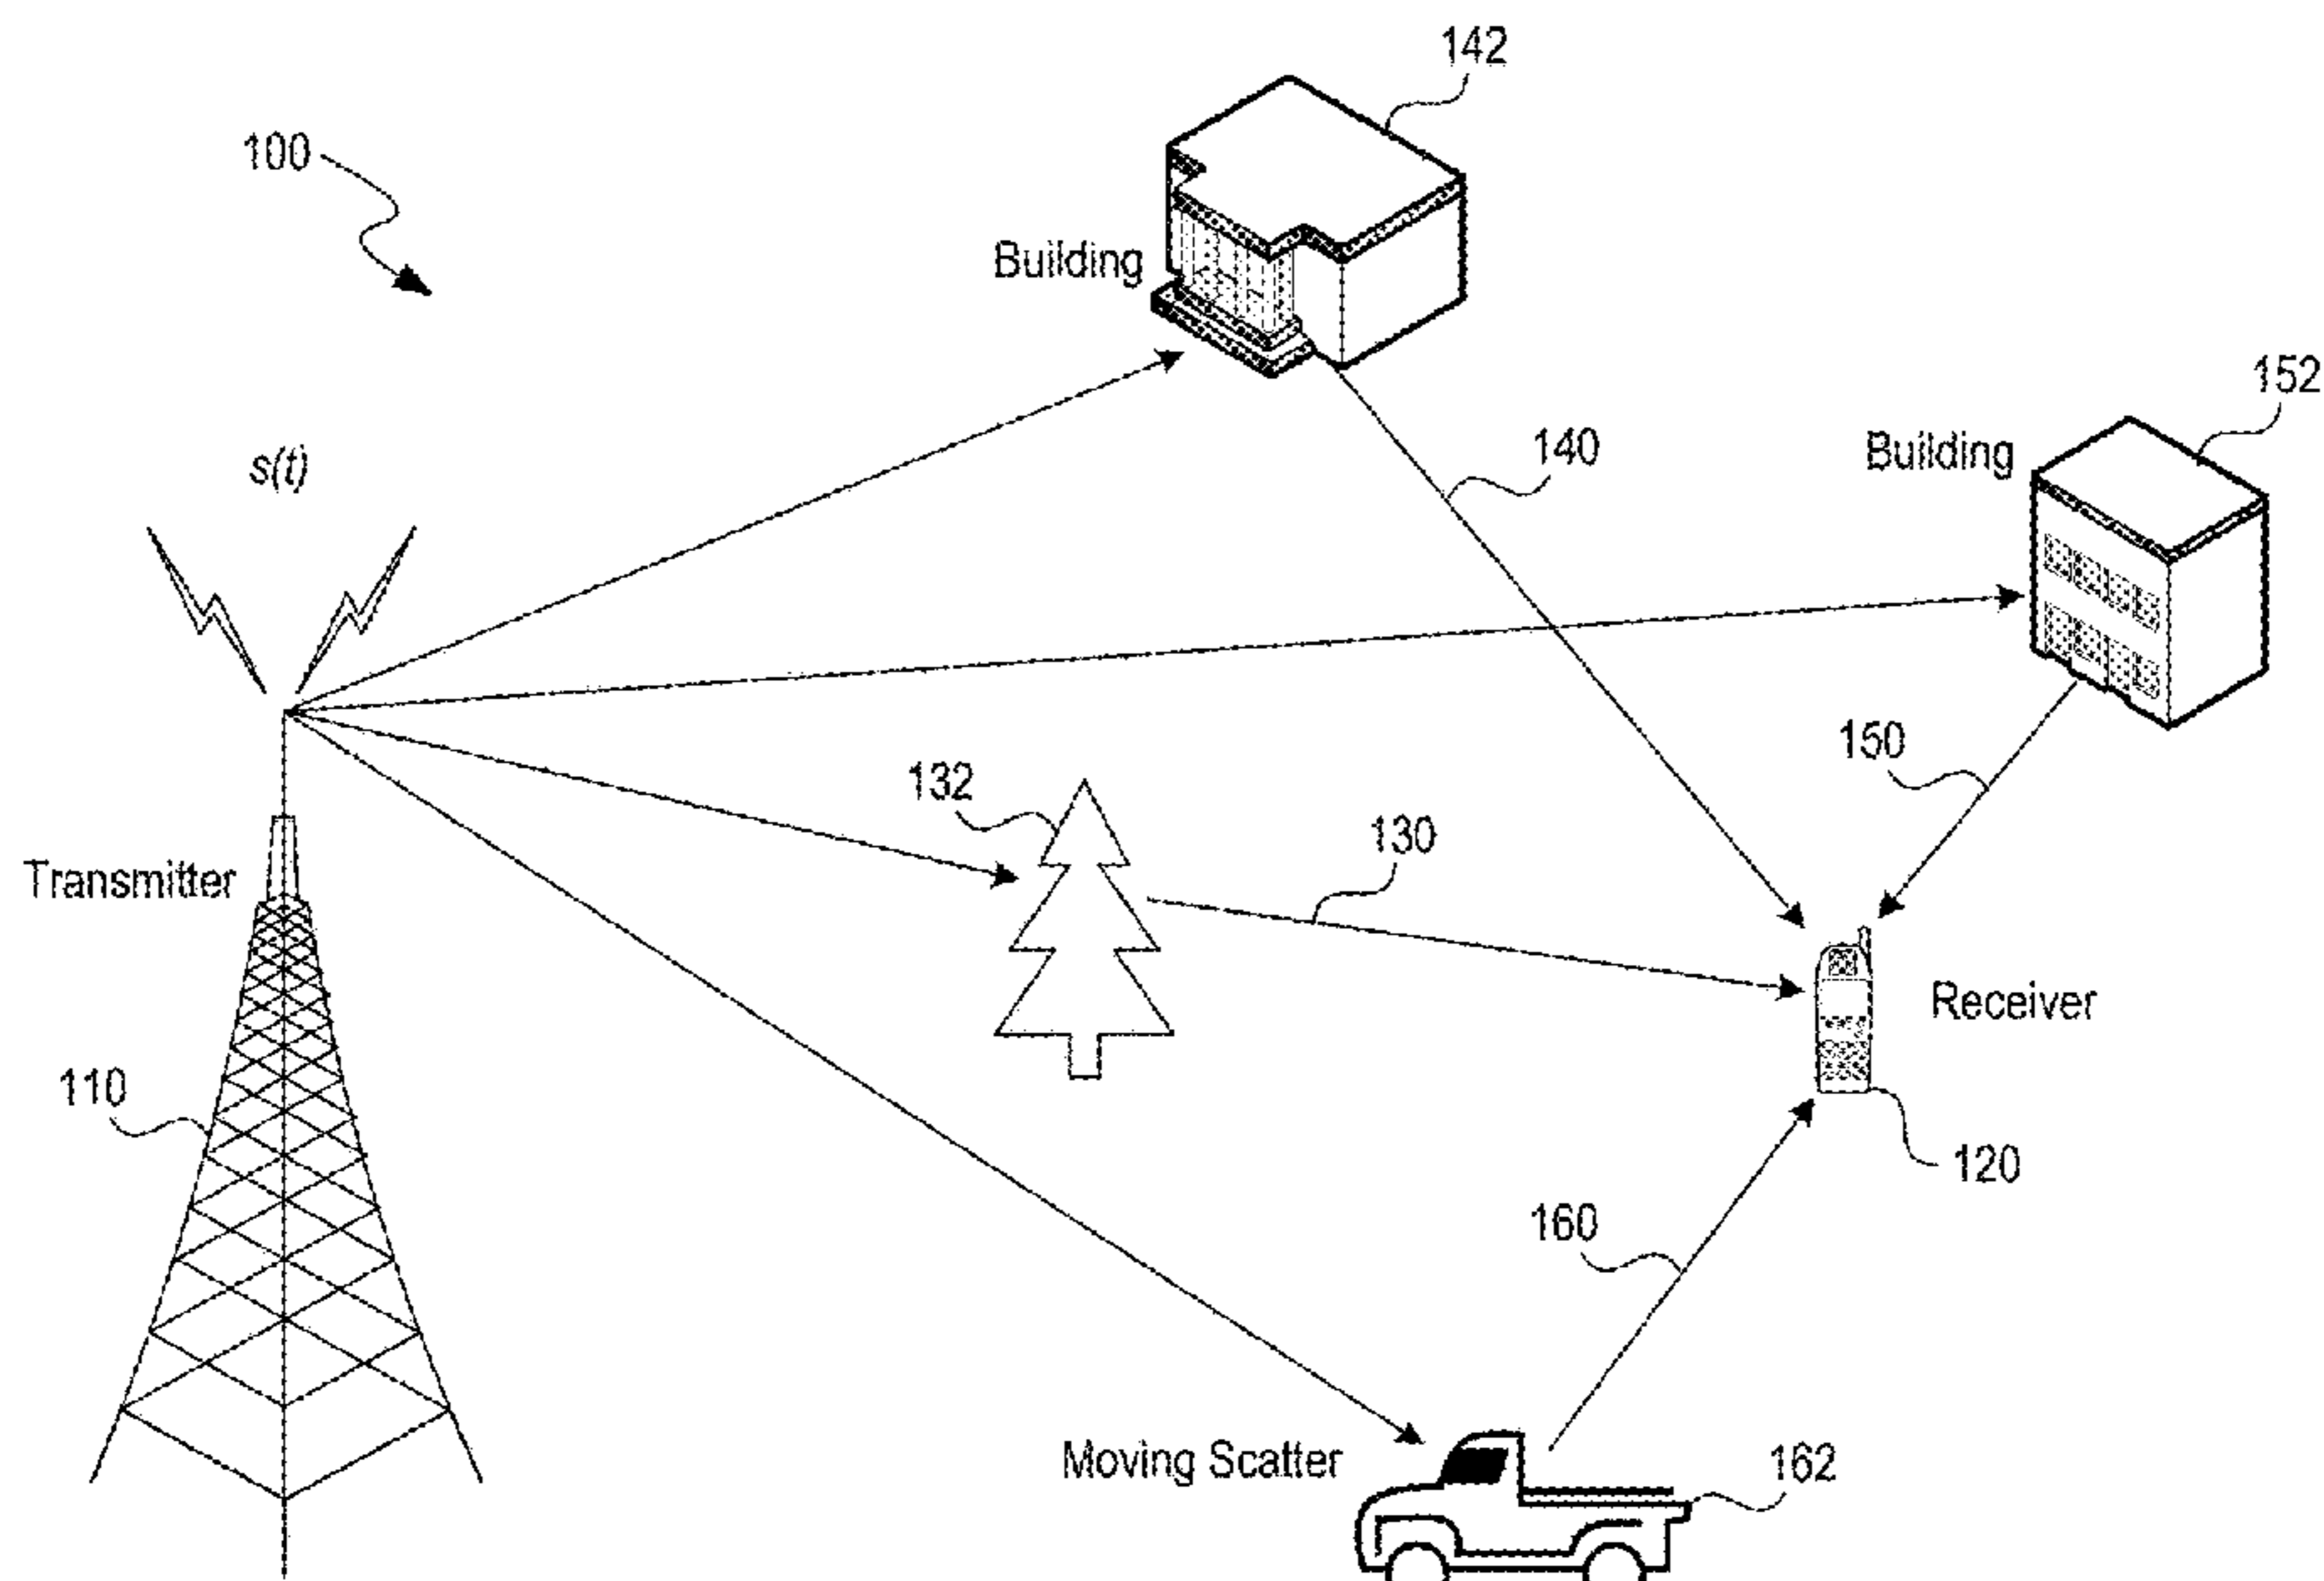 142
100
Building
152
Building
140
s(t)
150
132
130
Transmitter
Receiver
110
120
160
Moving Scatter
162